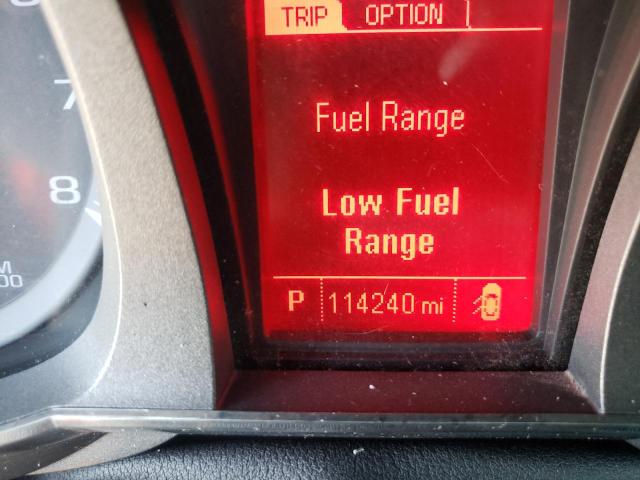 TRIP OPTION
7
Fuel Range
8
Low Fuel
Range
P 114240 mi